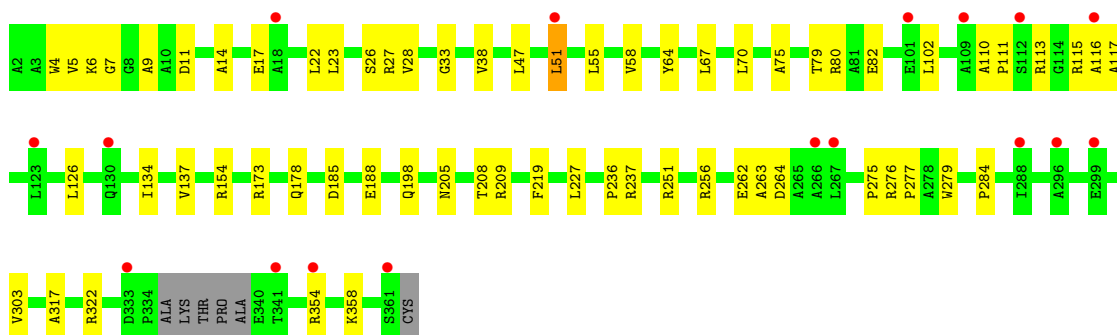 A2 A3 W4 V5 K6 G7 G8 A9 A10 D11 A14 E17 A18 L22 L23 S26 R27 V28 G33 V38 L47 L51 L55 V58 Y64 L67 L70 A75 T79 R80 A81 E82 E101 L102 A109 A110 P111 S112 R113 G114 R115 A116 A117
L123 L126 Q130 I134 V137 R154 R173 Q178 D185 E188 Q198 N205 T208 R209 F219 L227 P236 R237 R251 R256 E262 A263 D264 A265 A266 L267 P275 R276 P277 A278 W279 P284 I288 A296 E299
V303 A317 R322 D333 P334 ALA LYS THR PRO ALA E340 T341 R354 K358 S361 CYS